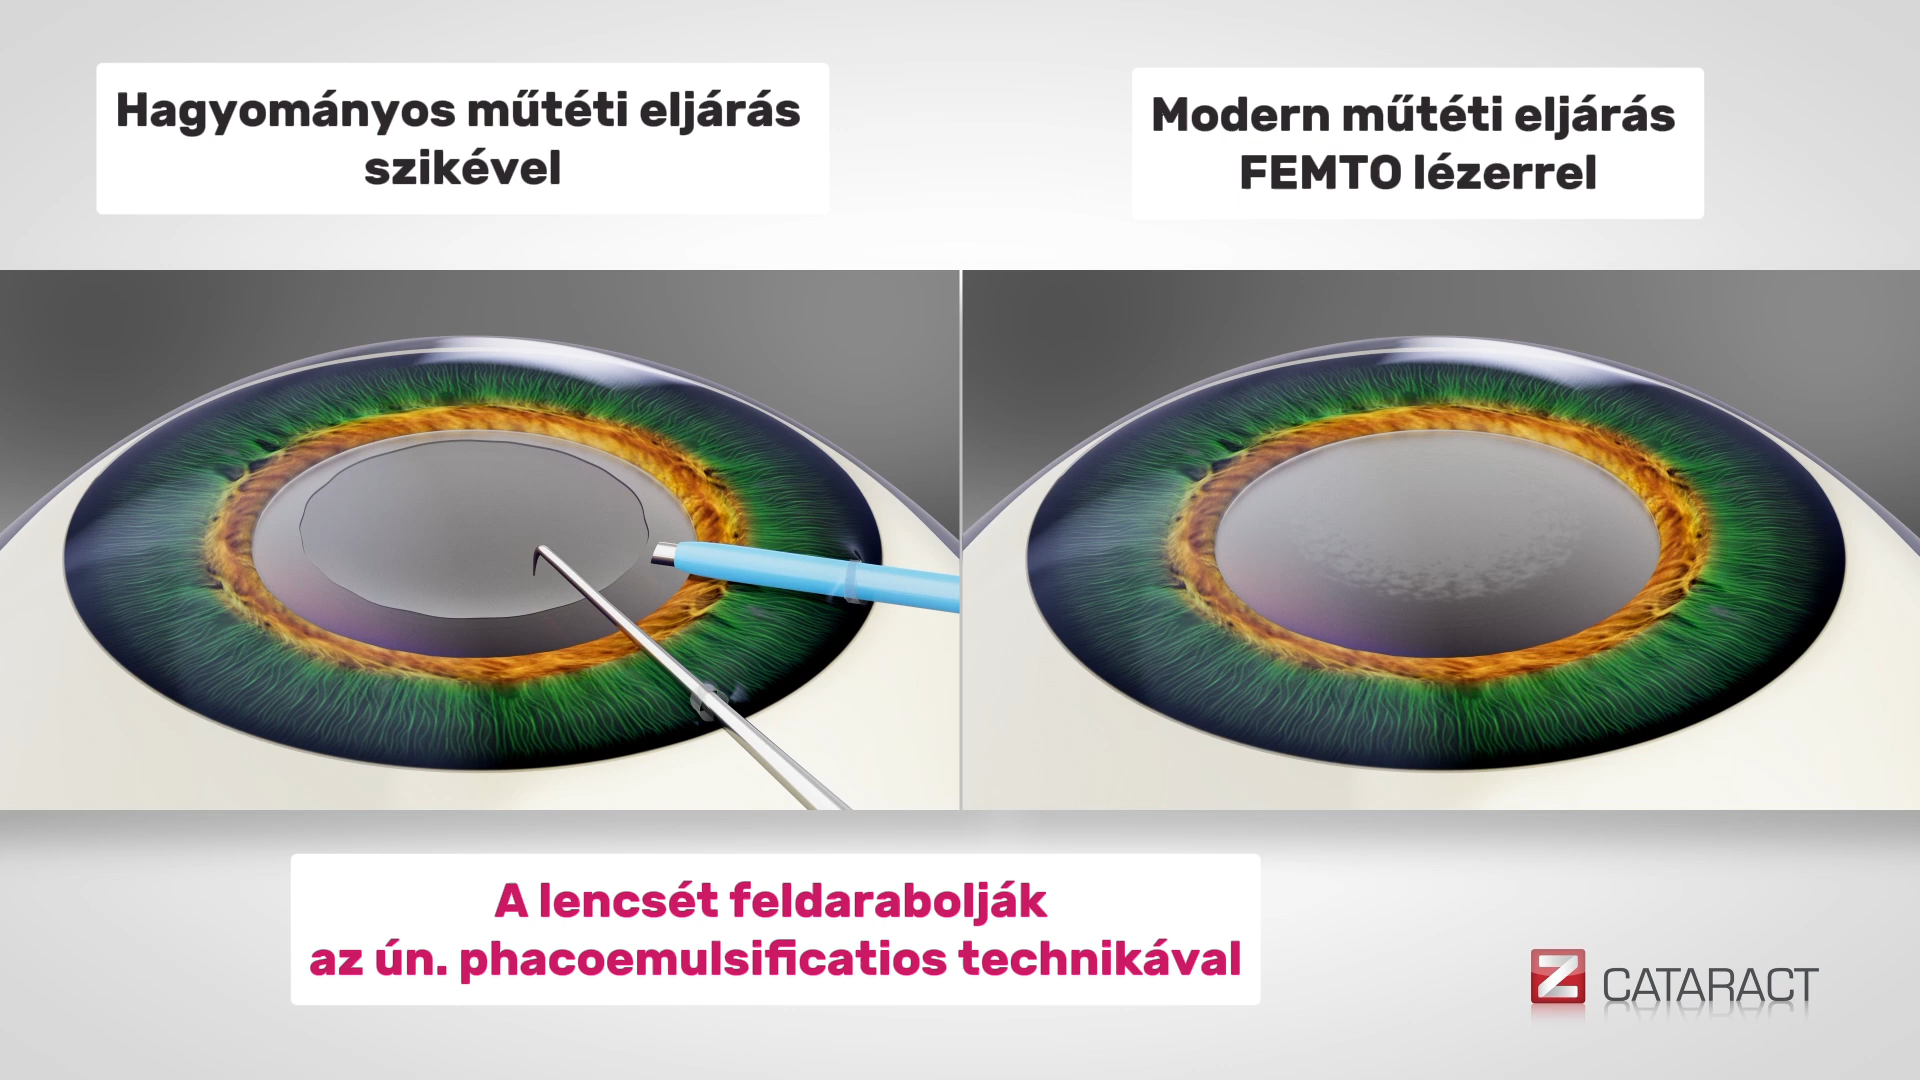 Hagyományos műtéti eljárás
szikével
Modern műtéti eljárás
FEMTO lézerrel
A lencsét feldarabolják
az ún. phacoemulsificatios technikával
Z CATARACT